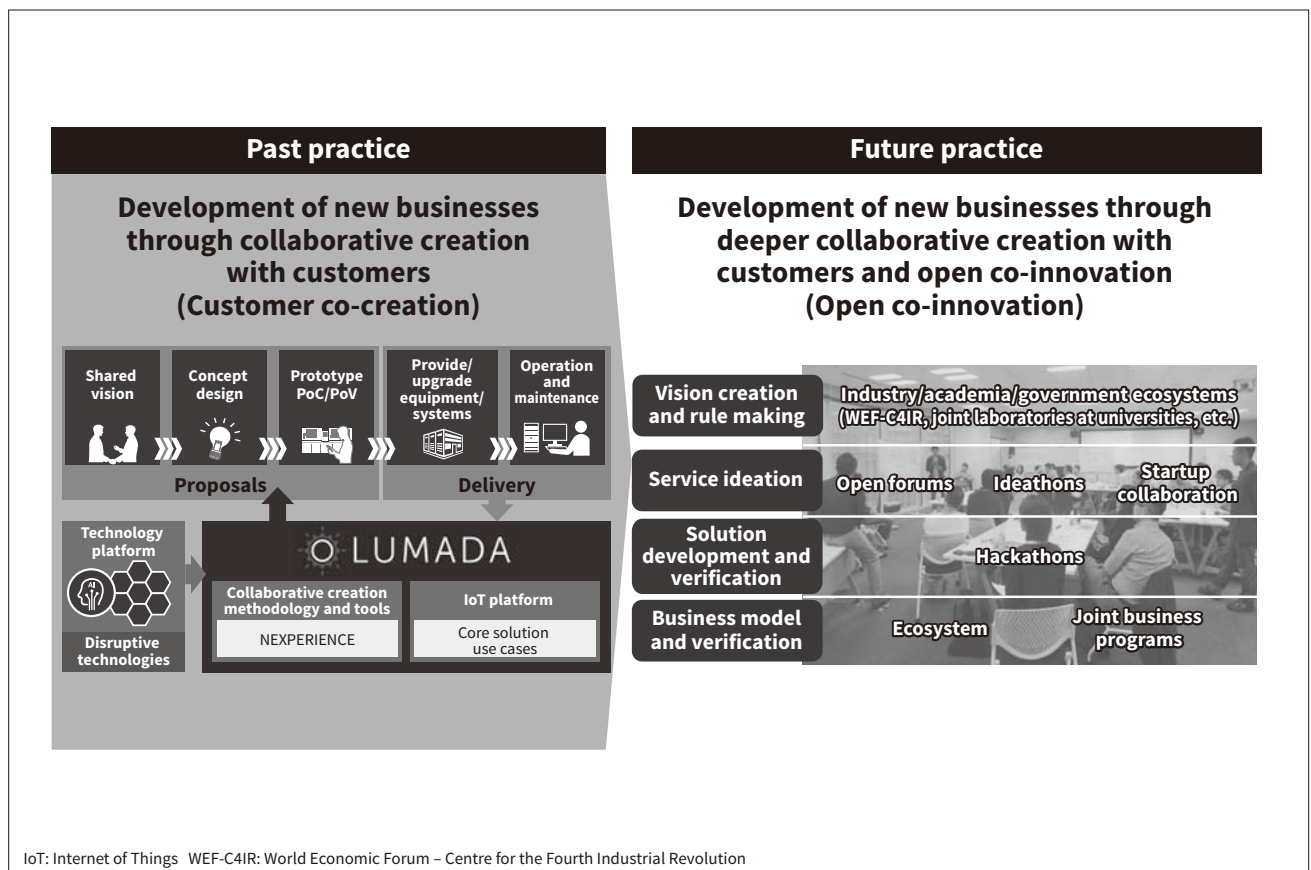 Past practice
Development of new businesses
through collaborative creation
with customers
(Customer co-creation)
Shared
vision
Concept
design
Prototype
PoC/PoV
Provide/
upgrade
equipment/
systems
Operation
and
maintenance
Proposals
Delivery
Technology
platform
AI
Disruptive
technologies
LUMADA
Collaborative creation
methodology and tools
NEXPERIENCE
IoT platform
Core solution
use cases
Future practice
Development of new businesses through
deeper collaborative creation with
customers and open co-innovation
(Open co-innovation)
Vision creation
and rule making
Industry/academia/government ecosystems
(WEF-C4IR, joint laboratories at universities, etc.)
Service ideation
Open forums
Ideathons
Startup
collaboration
Solution
development and
verification
Hackathons
Business model
and verification
Ecosystem
Joint business
programs
IoT: Internet of Things WEF-C4IR: World Economic Forum – Centre for the Fourth Industrial Revolution